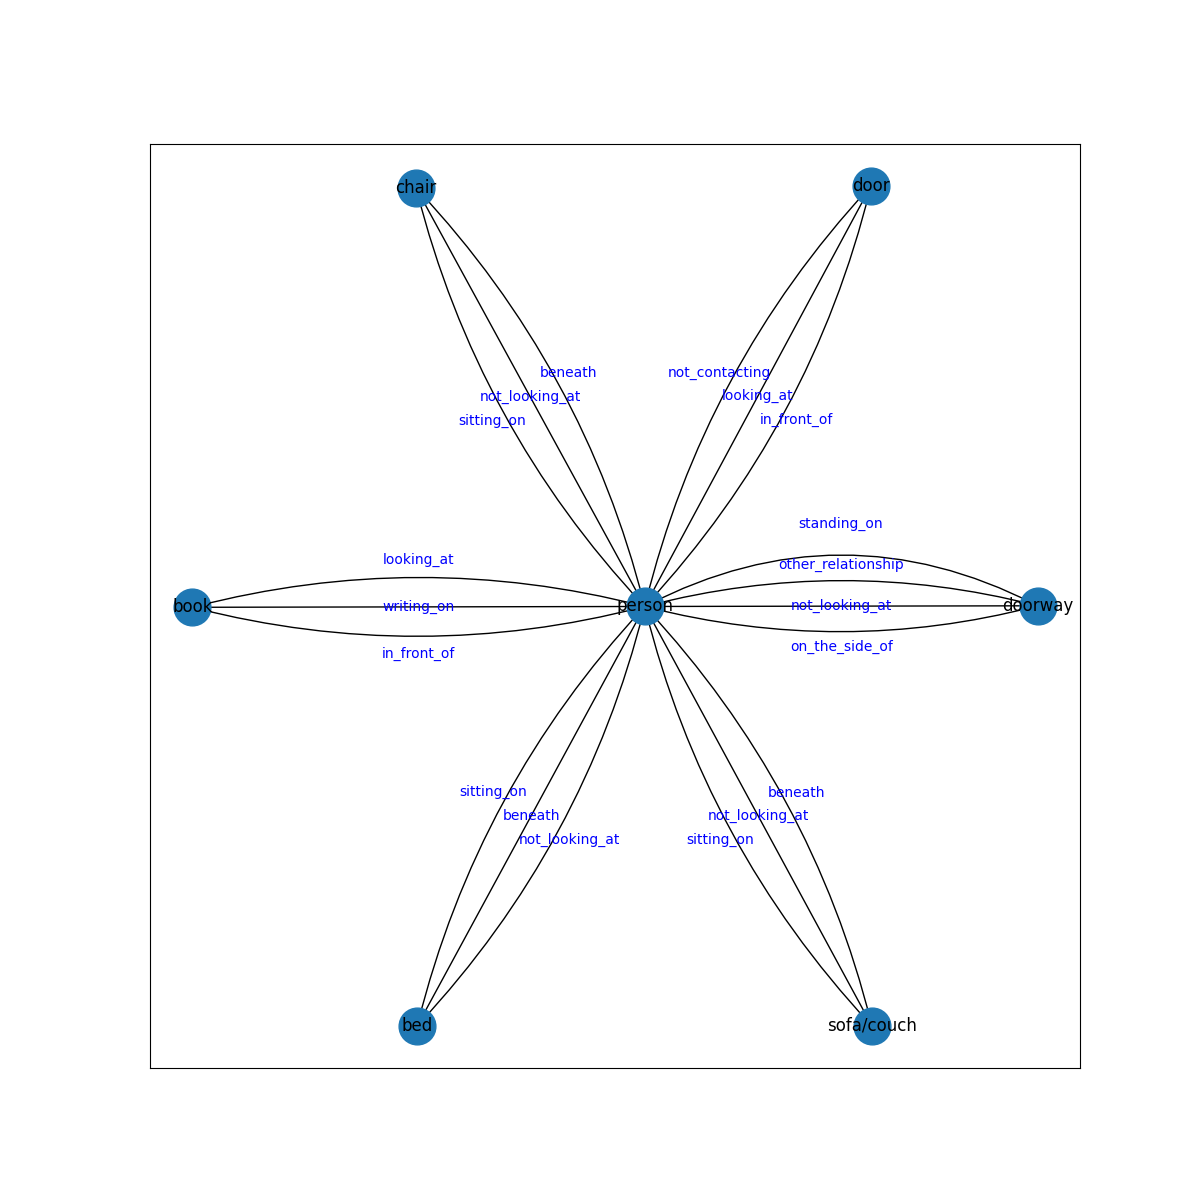 chair
door
beneath
not_contacting
not_looking_at
looking_at
sitting_on
in_front_of
standing_on
looking_at
other_relationship
book
writing_on
person
not_looking_at
doorway
in_front_of
on_the_side_of
sitting_on
beneath
beneath
not_looking_at
not_looking_at
sitting_on
bed
sofa/couch